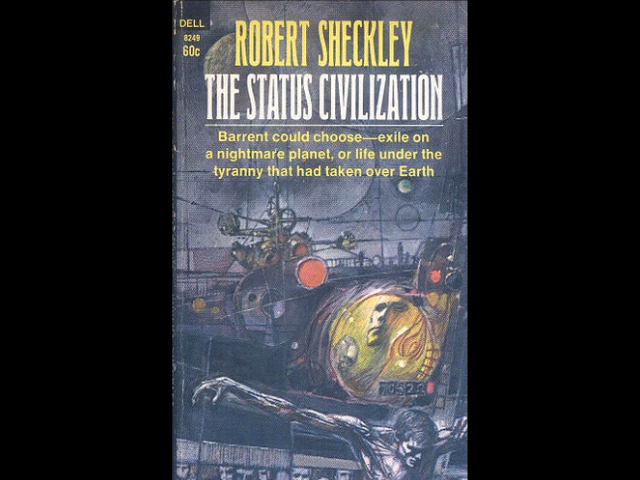 DELL
8249
60c
ROBERT SHECKLEY
THE STATUS CIVILIZATION
Barrent could choose—exile on
a nightmare planet, or life under the
tyranny that had taken over Earth